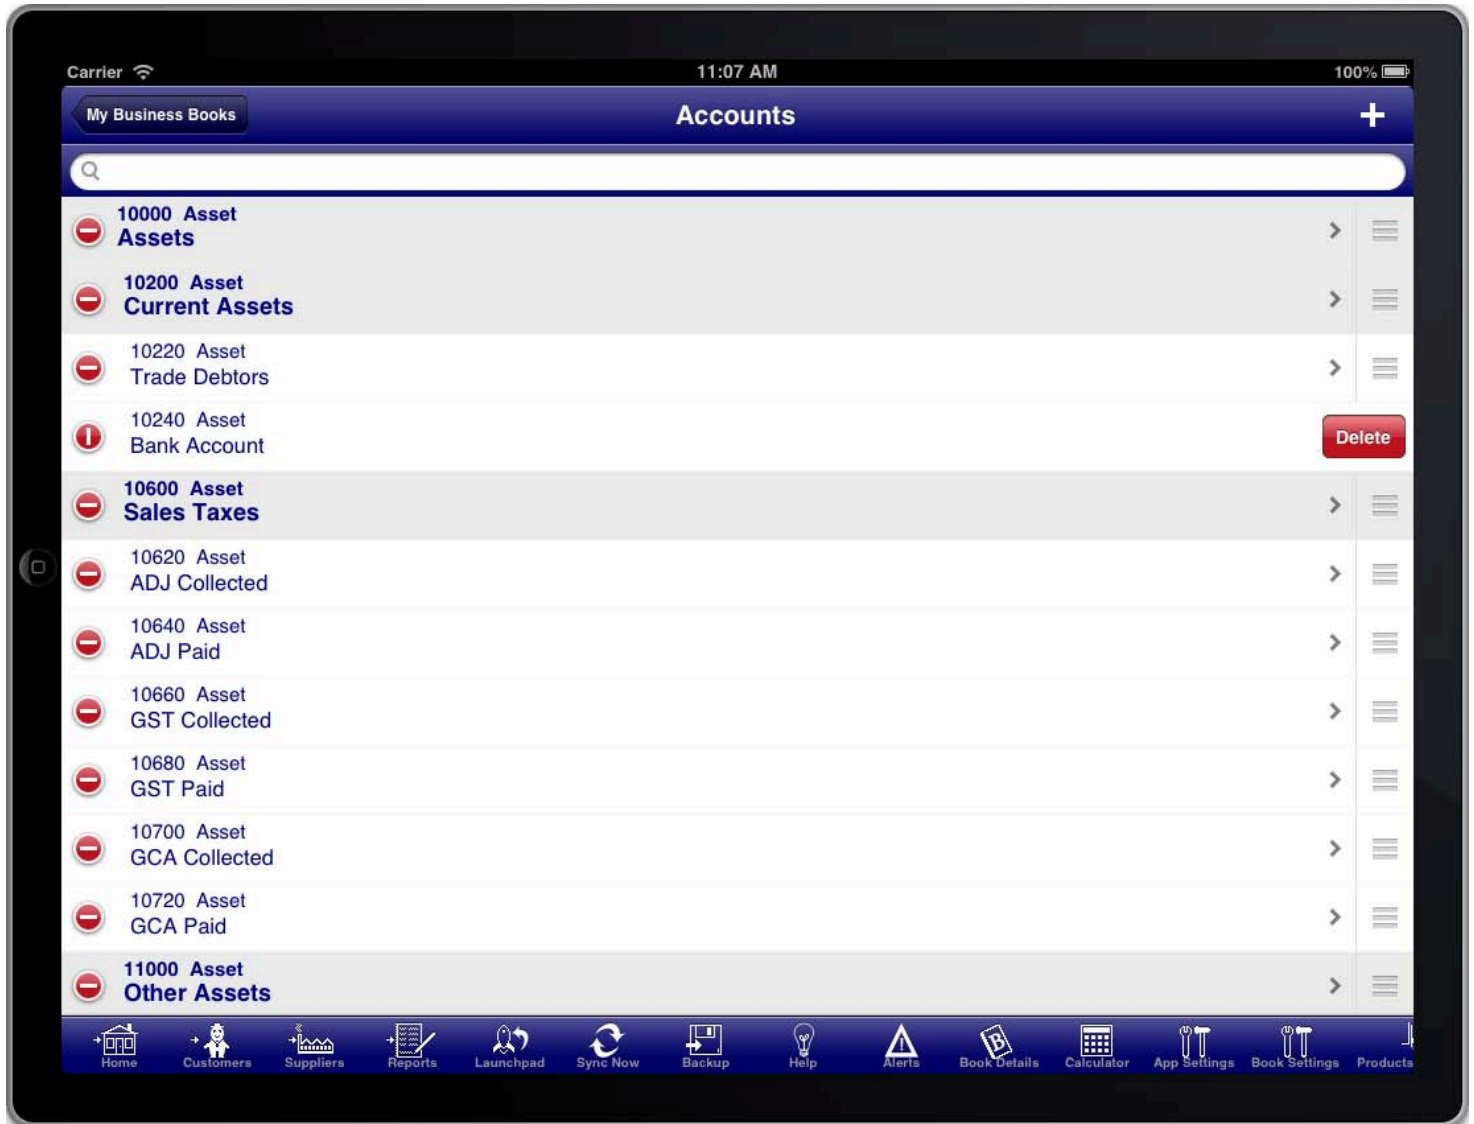 Carrier 11:07 AM 100%
My Business Books Accounts +
10000 Asset
Assets
10200 Asset
Current Assets
10220 Asset
Trade Debtors
10240 Asset
Bank Account
Delete
10600 Asset
Sales Taxes
10620 Asset
ADJ Collected
10640 Asset
ADJ Paid
10660 Asset
GST Collected
10680 Asset
GST Paid
10700 Asset
GCA Collected
10720 Asset
GCA Paid
11000 Asset
Other Assets
Home Customers Suppliers Reports Launchpad Sync Now Backup Help Alerts Book Details Calculator App Settings Book Settings Products